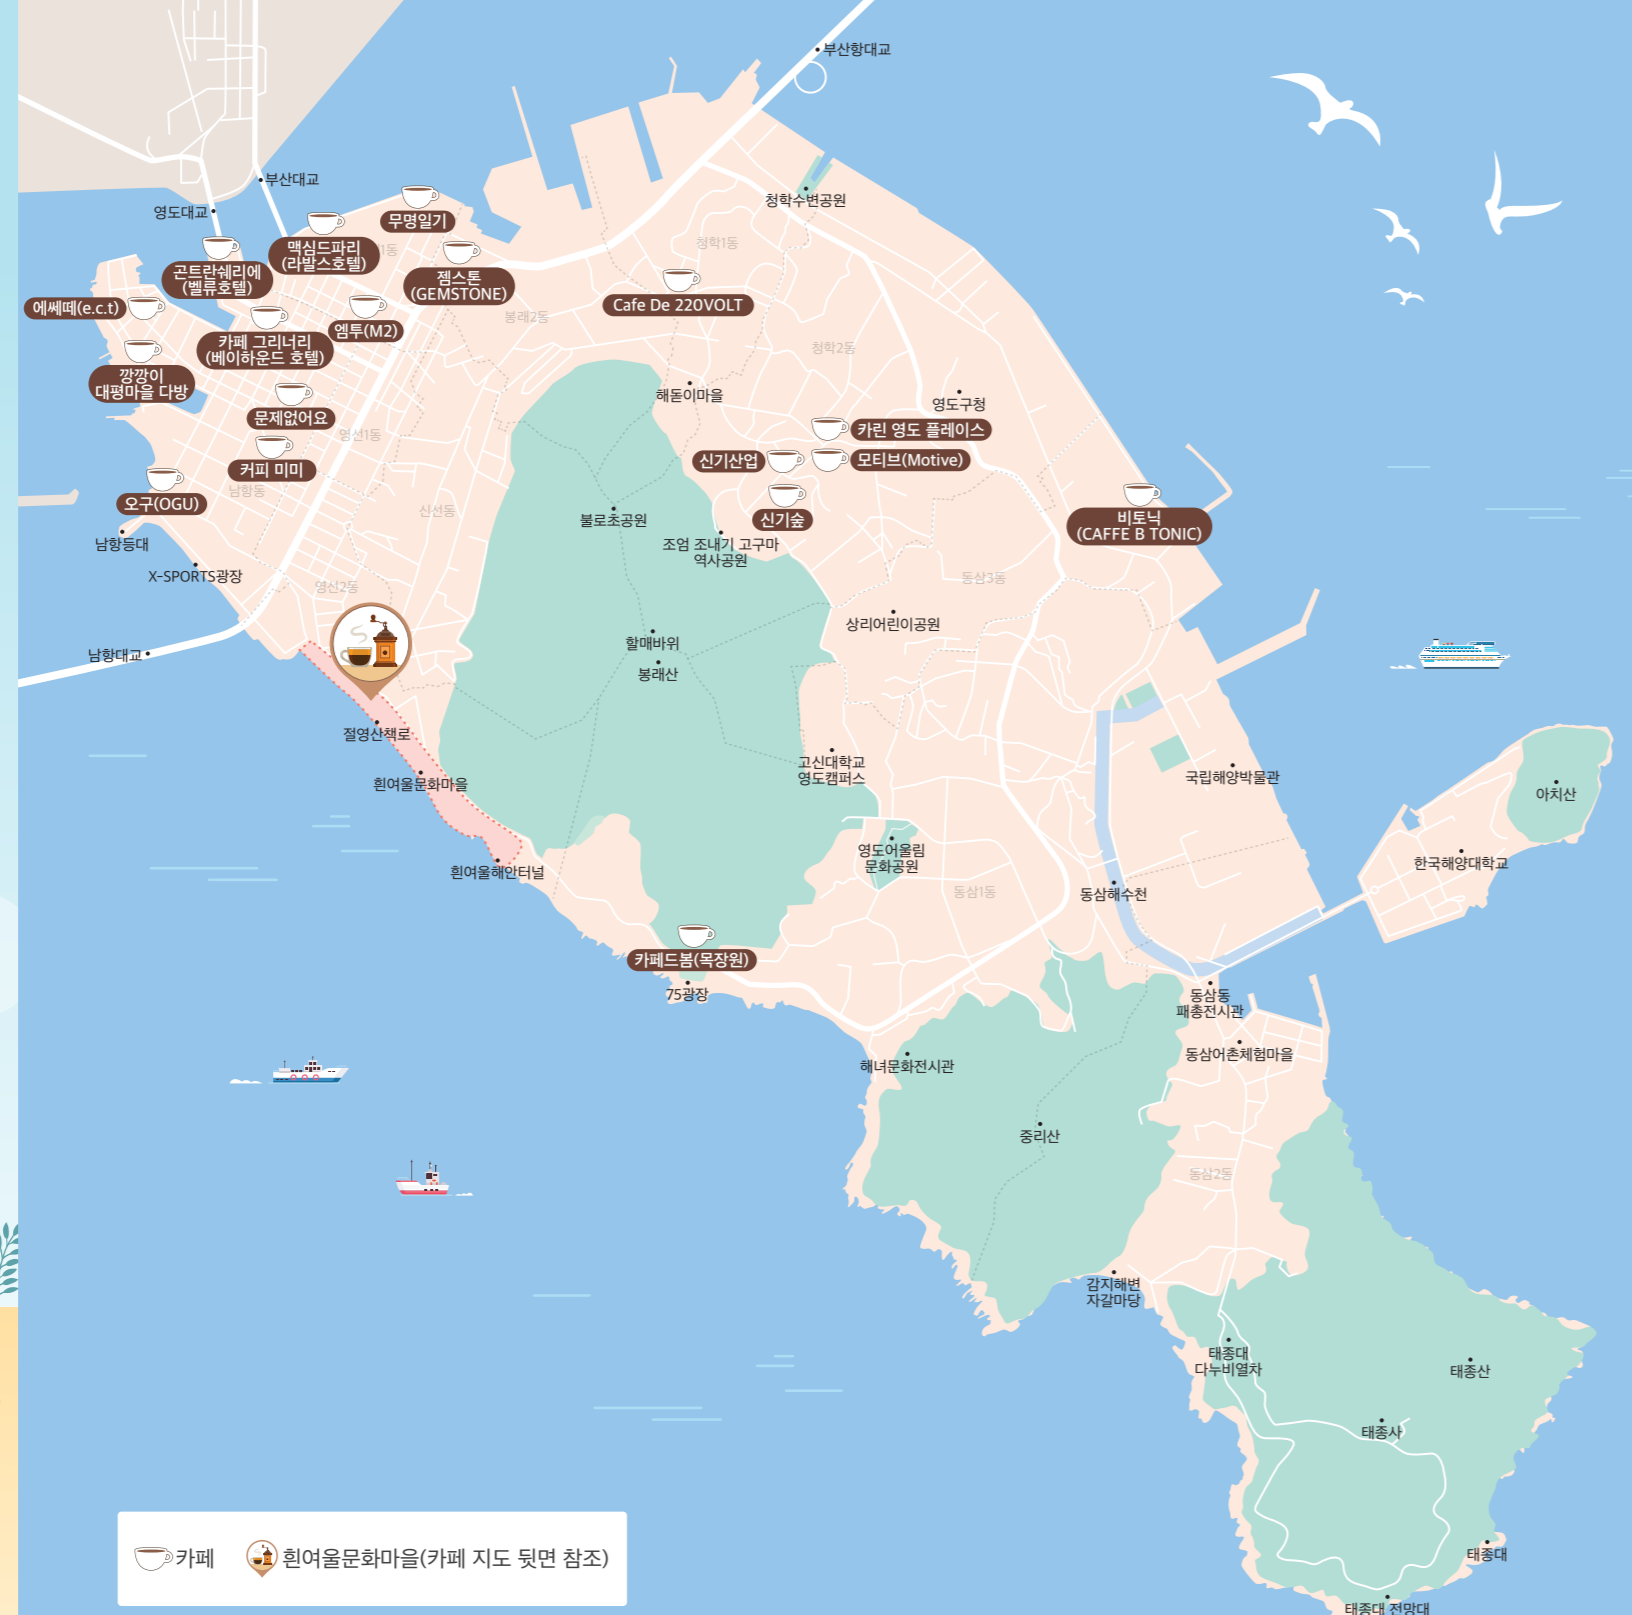 부산항대교
부산대교
영도대교
무명일기
청학수변공원
맥심드파리
(라발스호텔)
1동
청학1동
곤트란쉐리에
(벨류호텔)
젬스톤
(GEMSTONE)
에쎄떼(e.c.t)
Cafe De 220VOLT
봉래2동
엠투(M2)
카페 그리너리
(베이하운드 호텔)
청학2동
깡깡이
대평마을 다방
해돋이마을
영도구청
문제없어요
영선1동
카린 영도 플레이스
커피 미미
신기산업
모티브(Motive)
남항동
오구(OGU)
신선동
불로초공원
신기숲
비토닉
(CAFFE B TONIC)
남항등대
조엄 조내기 고구마
역사공원
X-SPORTS광장
영선2동
동삼3동
상리어린이공원
할매바위
남항대교
봉래산
절영산책로
고신대학교
영도캠퍼스
국립해양박물관
흰여울문화마을
아치산
영도어울림
문화공원
한국해양대학교
흰여울해안터널
동삼1동
동삼해수천
카페드봄(목장원)
75광장
동삼동
패총전시관
동삼어촌체험마을
해녀문화전시관
중리산
동삼2동
감지해변
자갈마당
태종대
다누비열차
태종산
태종사
태종대
태종대 전망대
카페
흰여울문화마을(카페 지도 뒷면 참조)